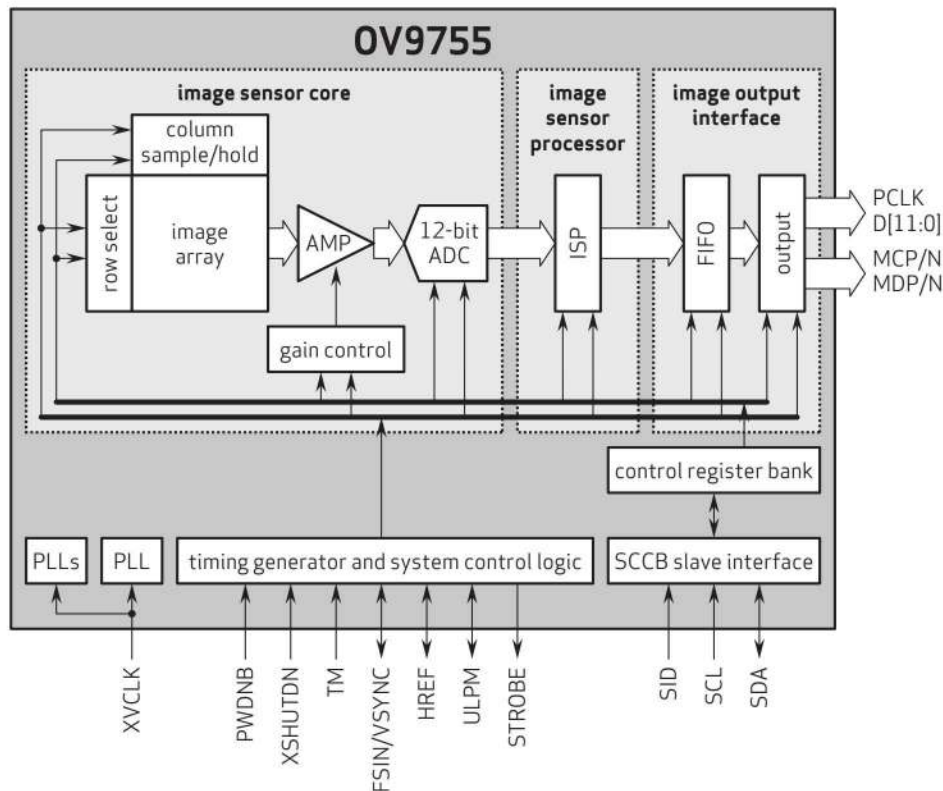 OV9755
image sensor core
image
sensor
processor
image output
interface
column
sample/hold
row select
image
array
AMP
12-bit
ADC
ISP
FIFO
output
PCLK
D[11:0]
MCP/N
MDP/N
gain control
control register bank
PLLs
PLL
timing generator and system control logic
SCCB slave interface
XVCLK
PWDNB
XSHUTDN
TM
FSIN/VSYNC
HREF
ULPM
STROBE
SID
SCL
SDA